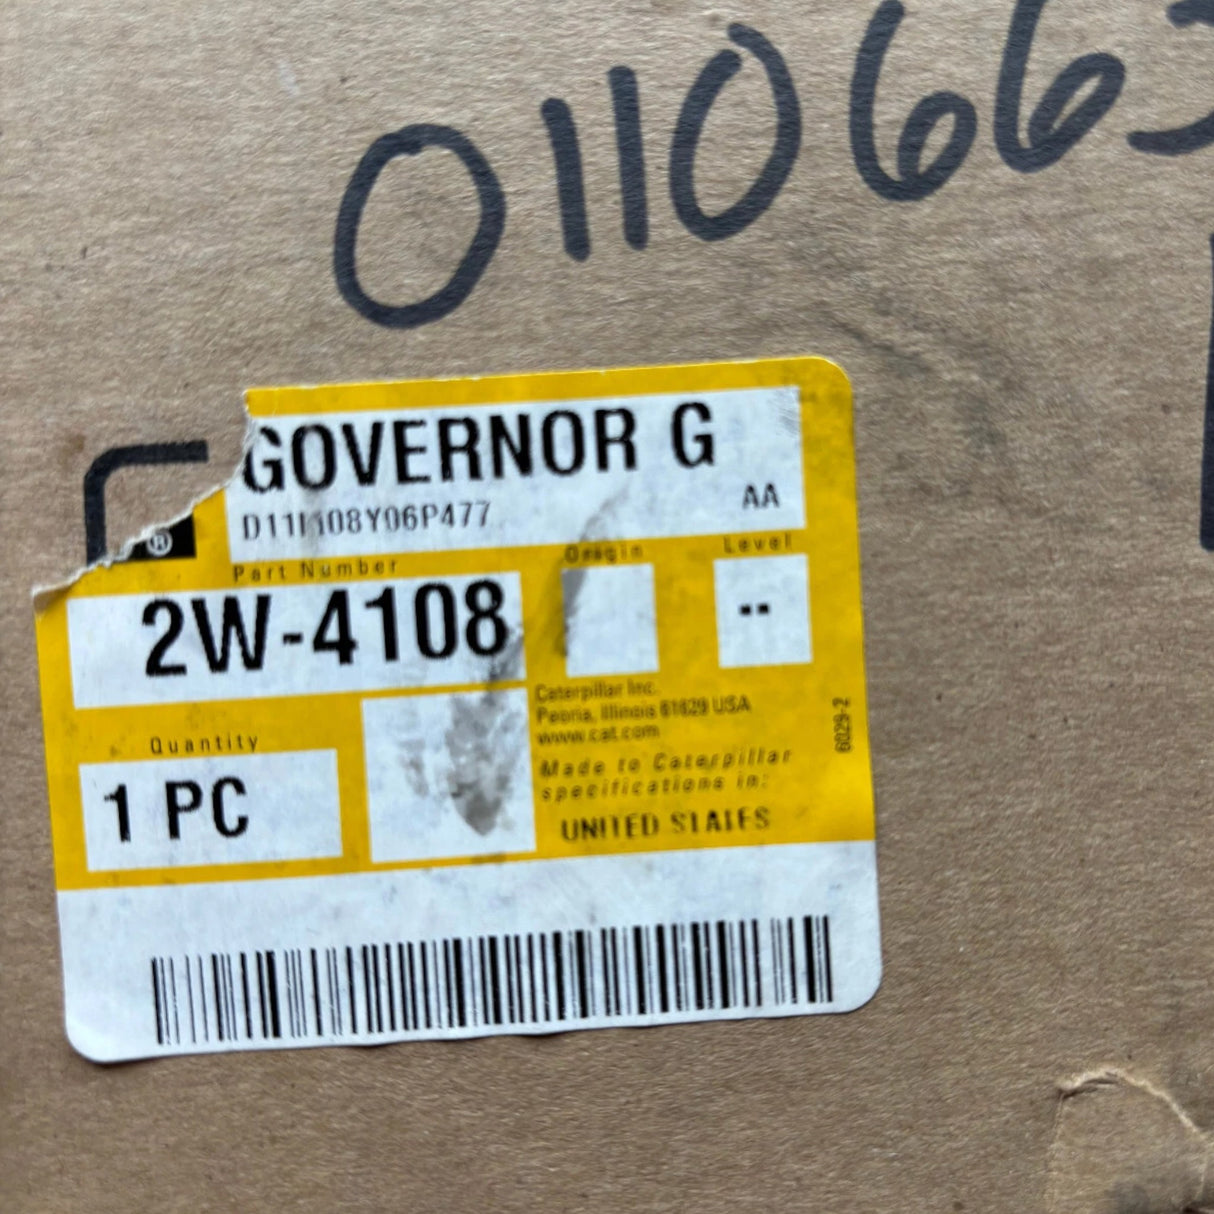 011066
GOVERNOR G
AA
®
Part Number
Origin
Level
2W-4108
--
Caterpillar Inc.
Peoria, Illinois 61629 USA
www.cat.com
Quantity
1 PC
Made to Caterpillar
specifications in:
UNITED STATES
6029-2